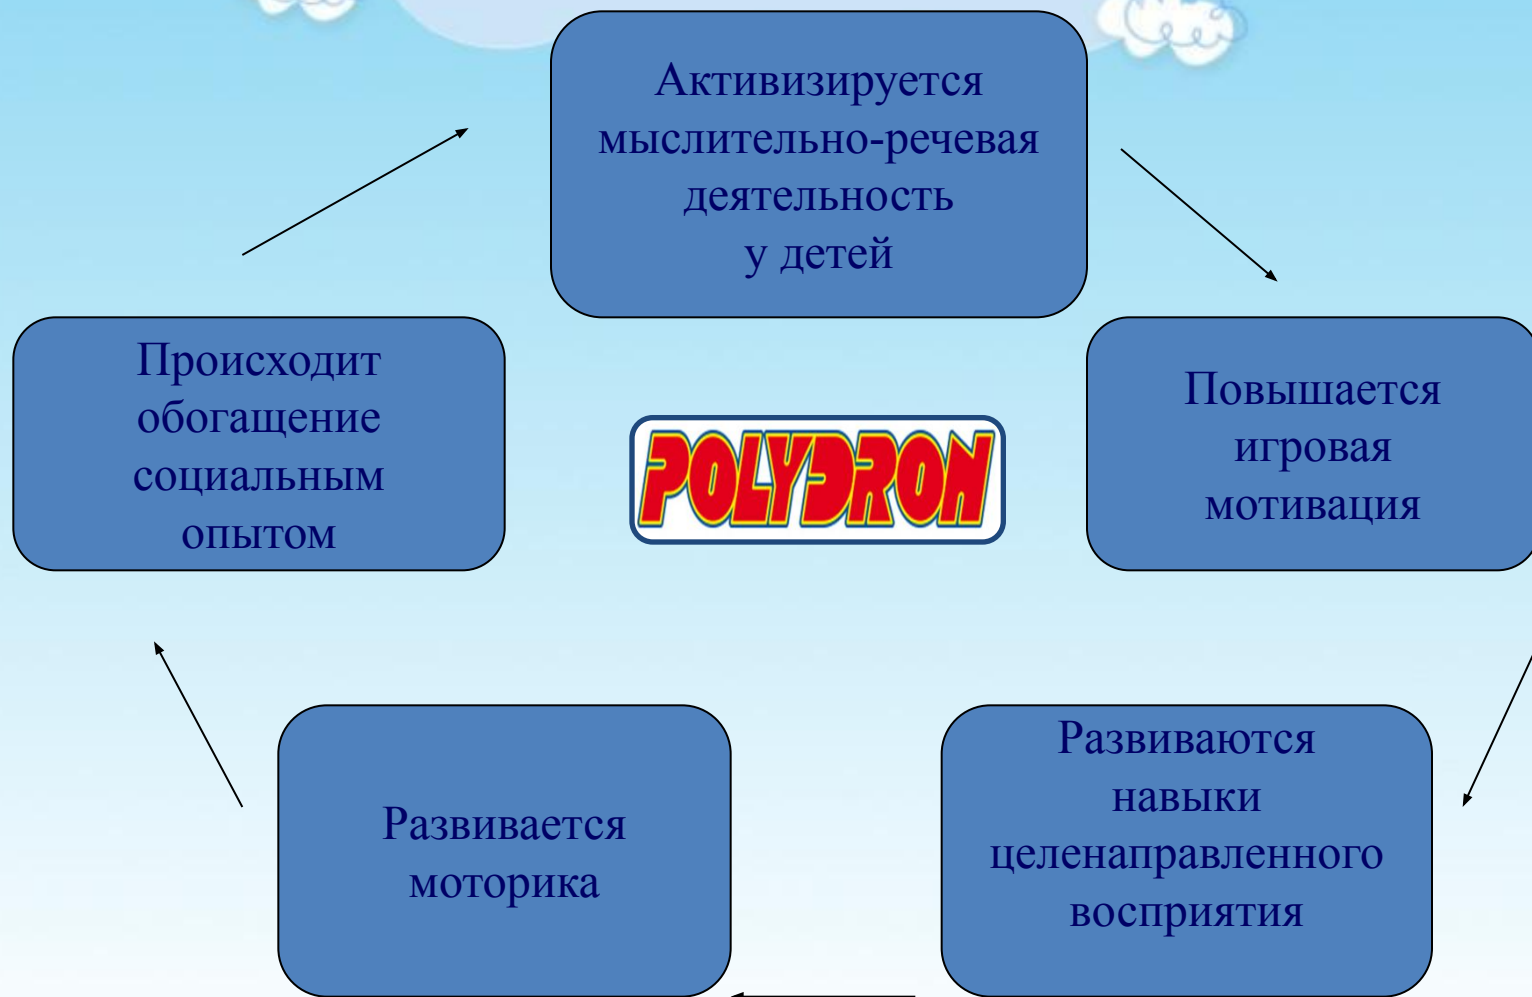 Активизируется
мыслительно-речевая
деятельность
у детей
Происходит
обогащение
социальным
опытом
POLYDRON
Повышается
игровая
мотивация
Развивается
моторика
Развиваются
навыки
целенаправленного
восприятия